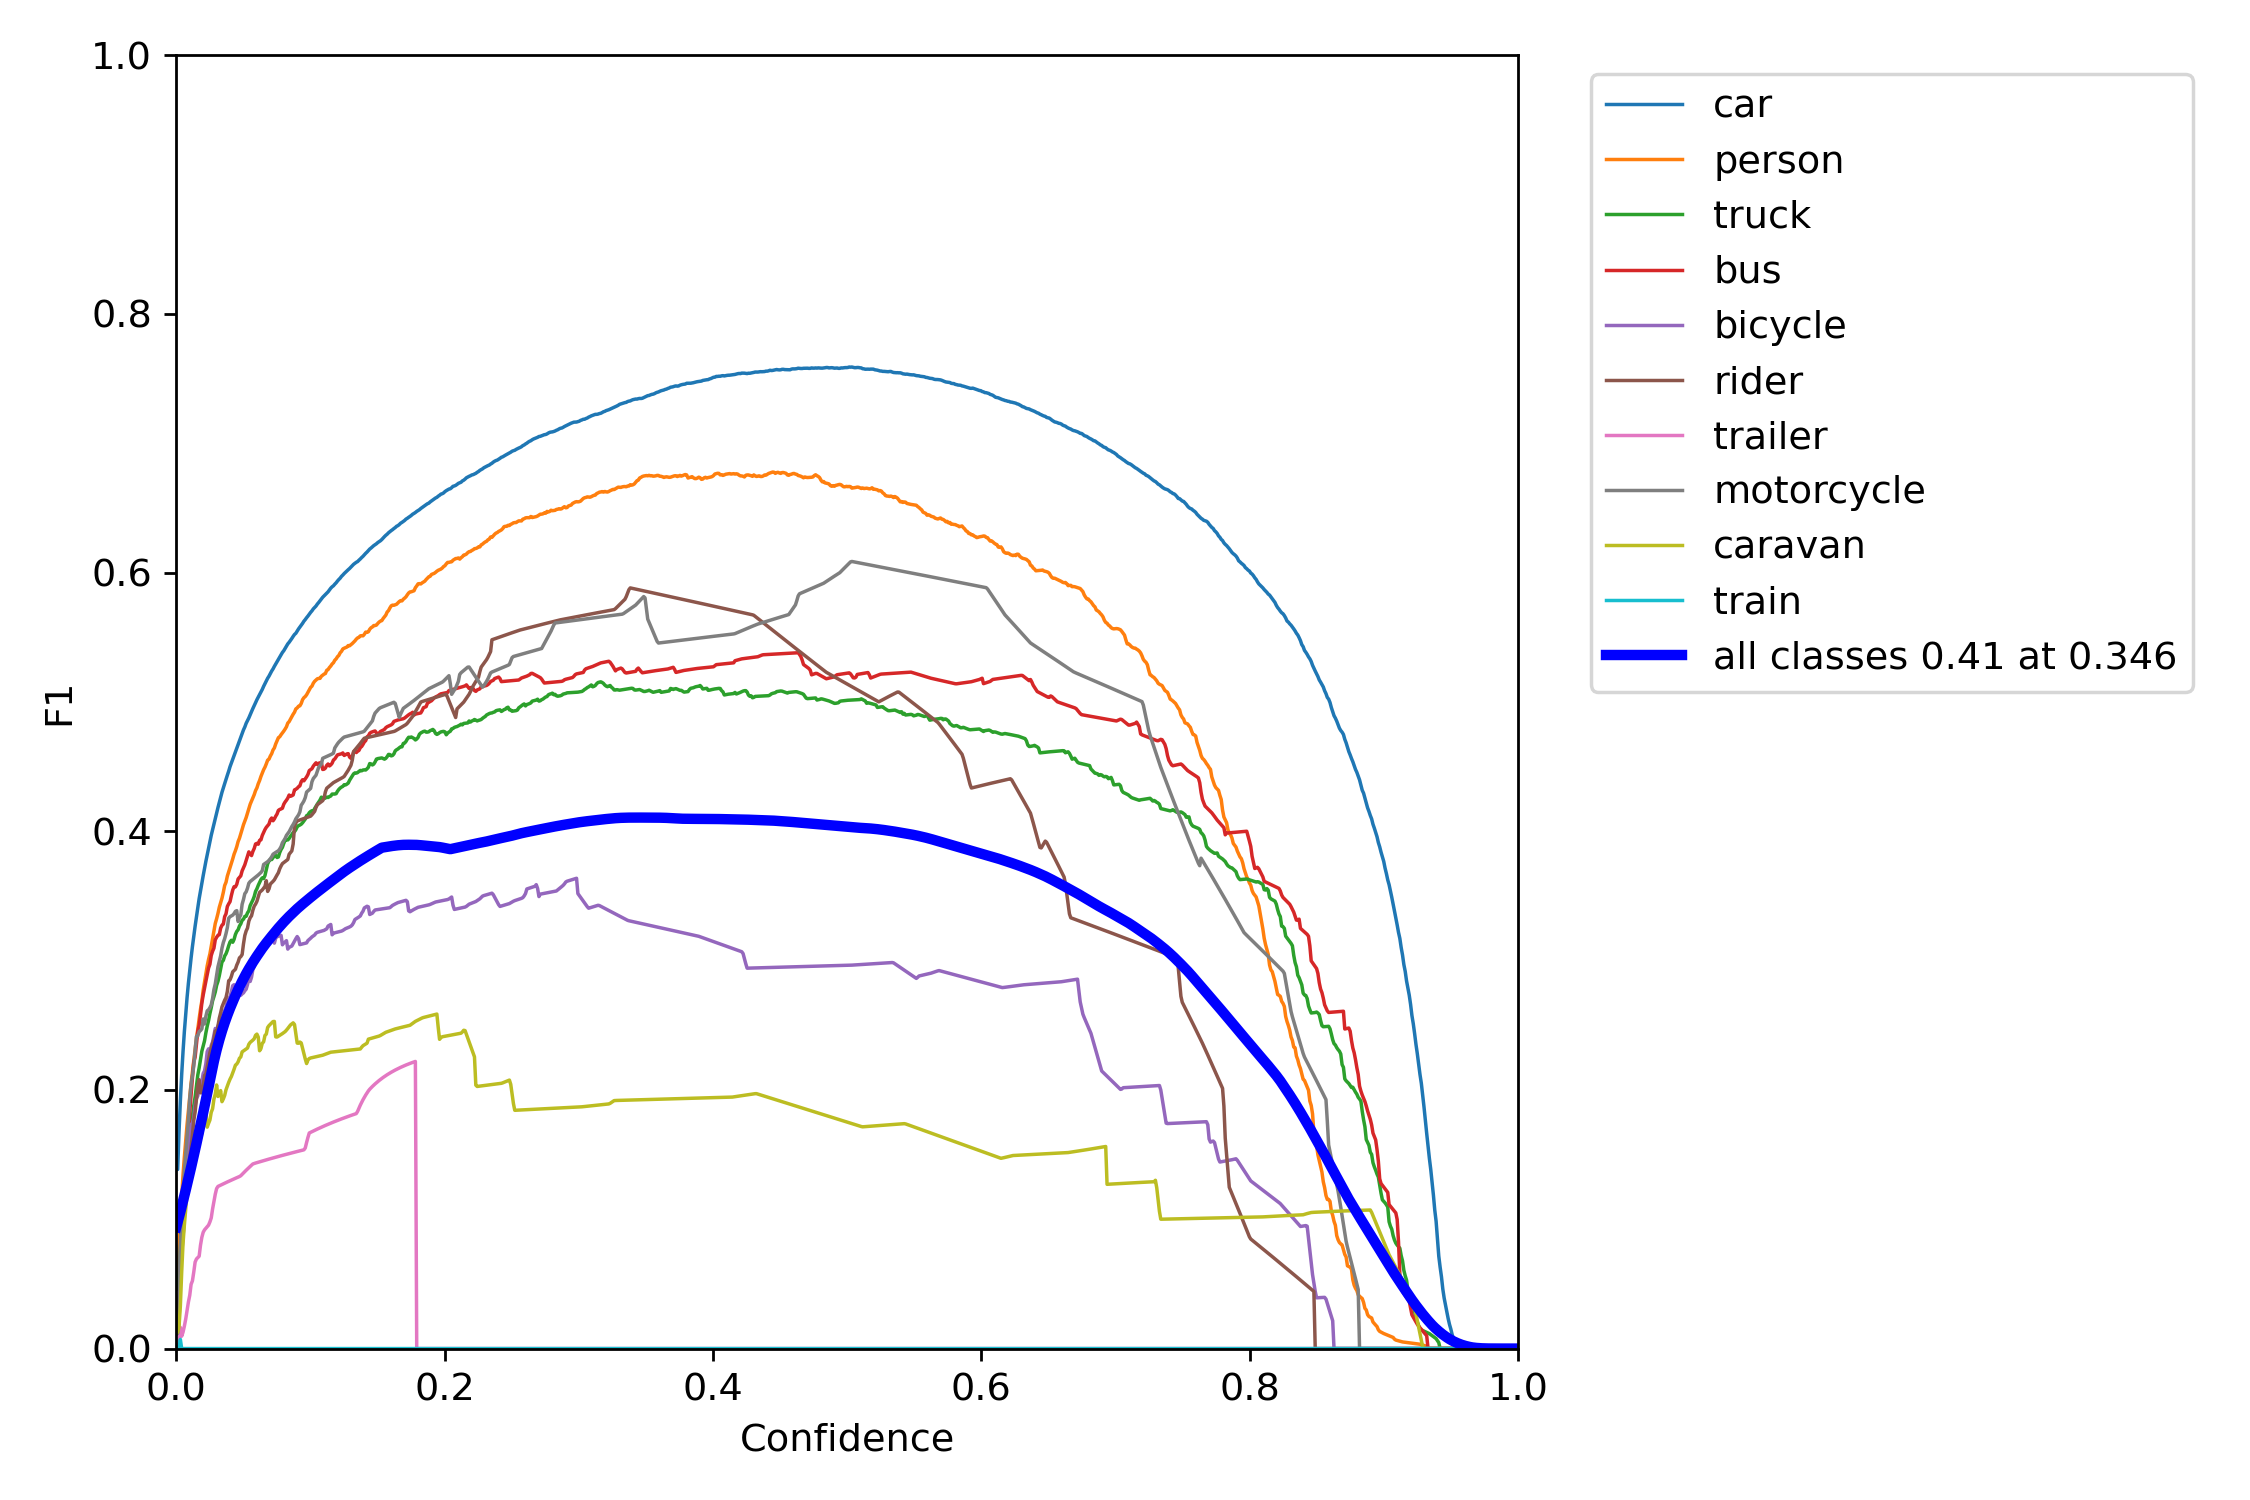 1.0
0.8
0.6
0.4
0.2
0.0
F1
0.0 0.2 0.4 0.6 0.8 1.0
Confidence
car
person
truck
bus
bicycle
rider
trailer
motorcycle
caravan
train
all classes 0.41 at 0.346